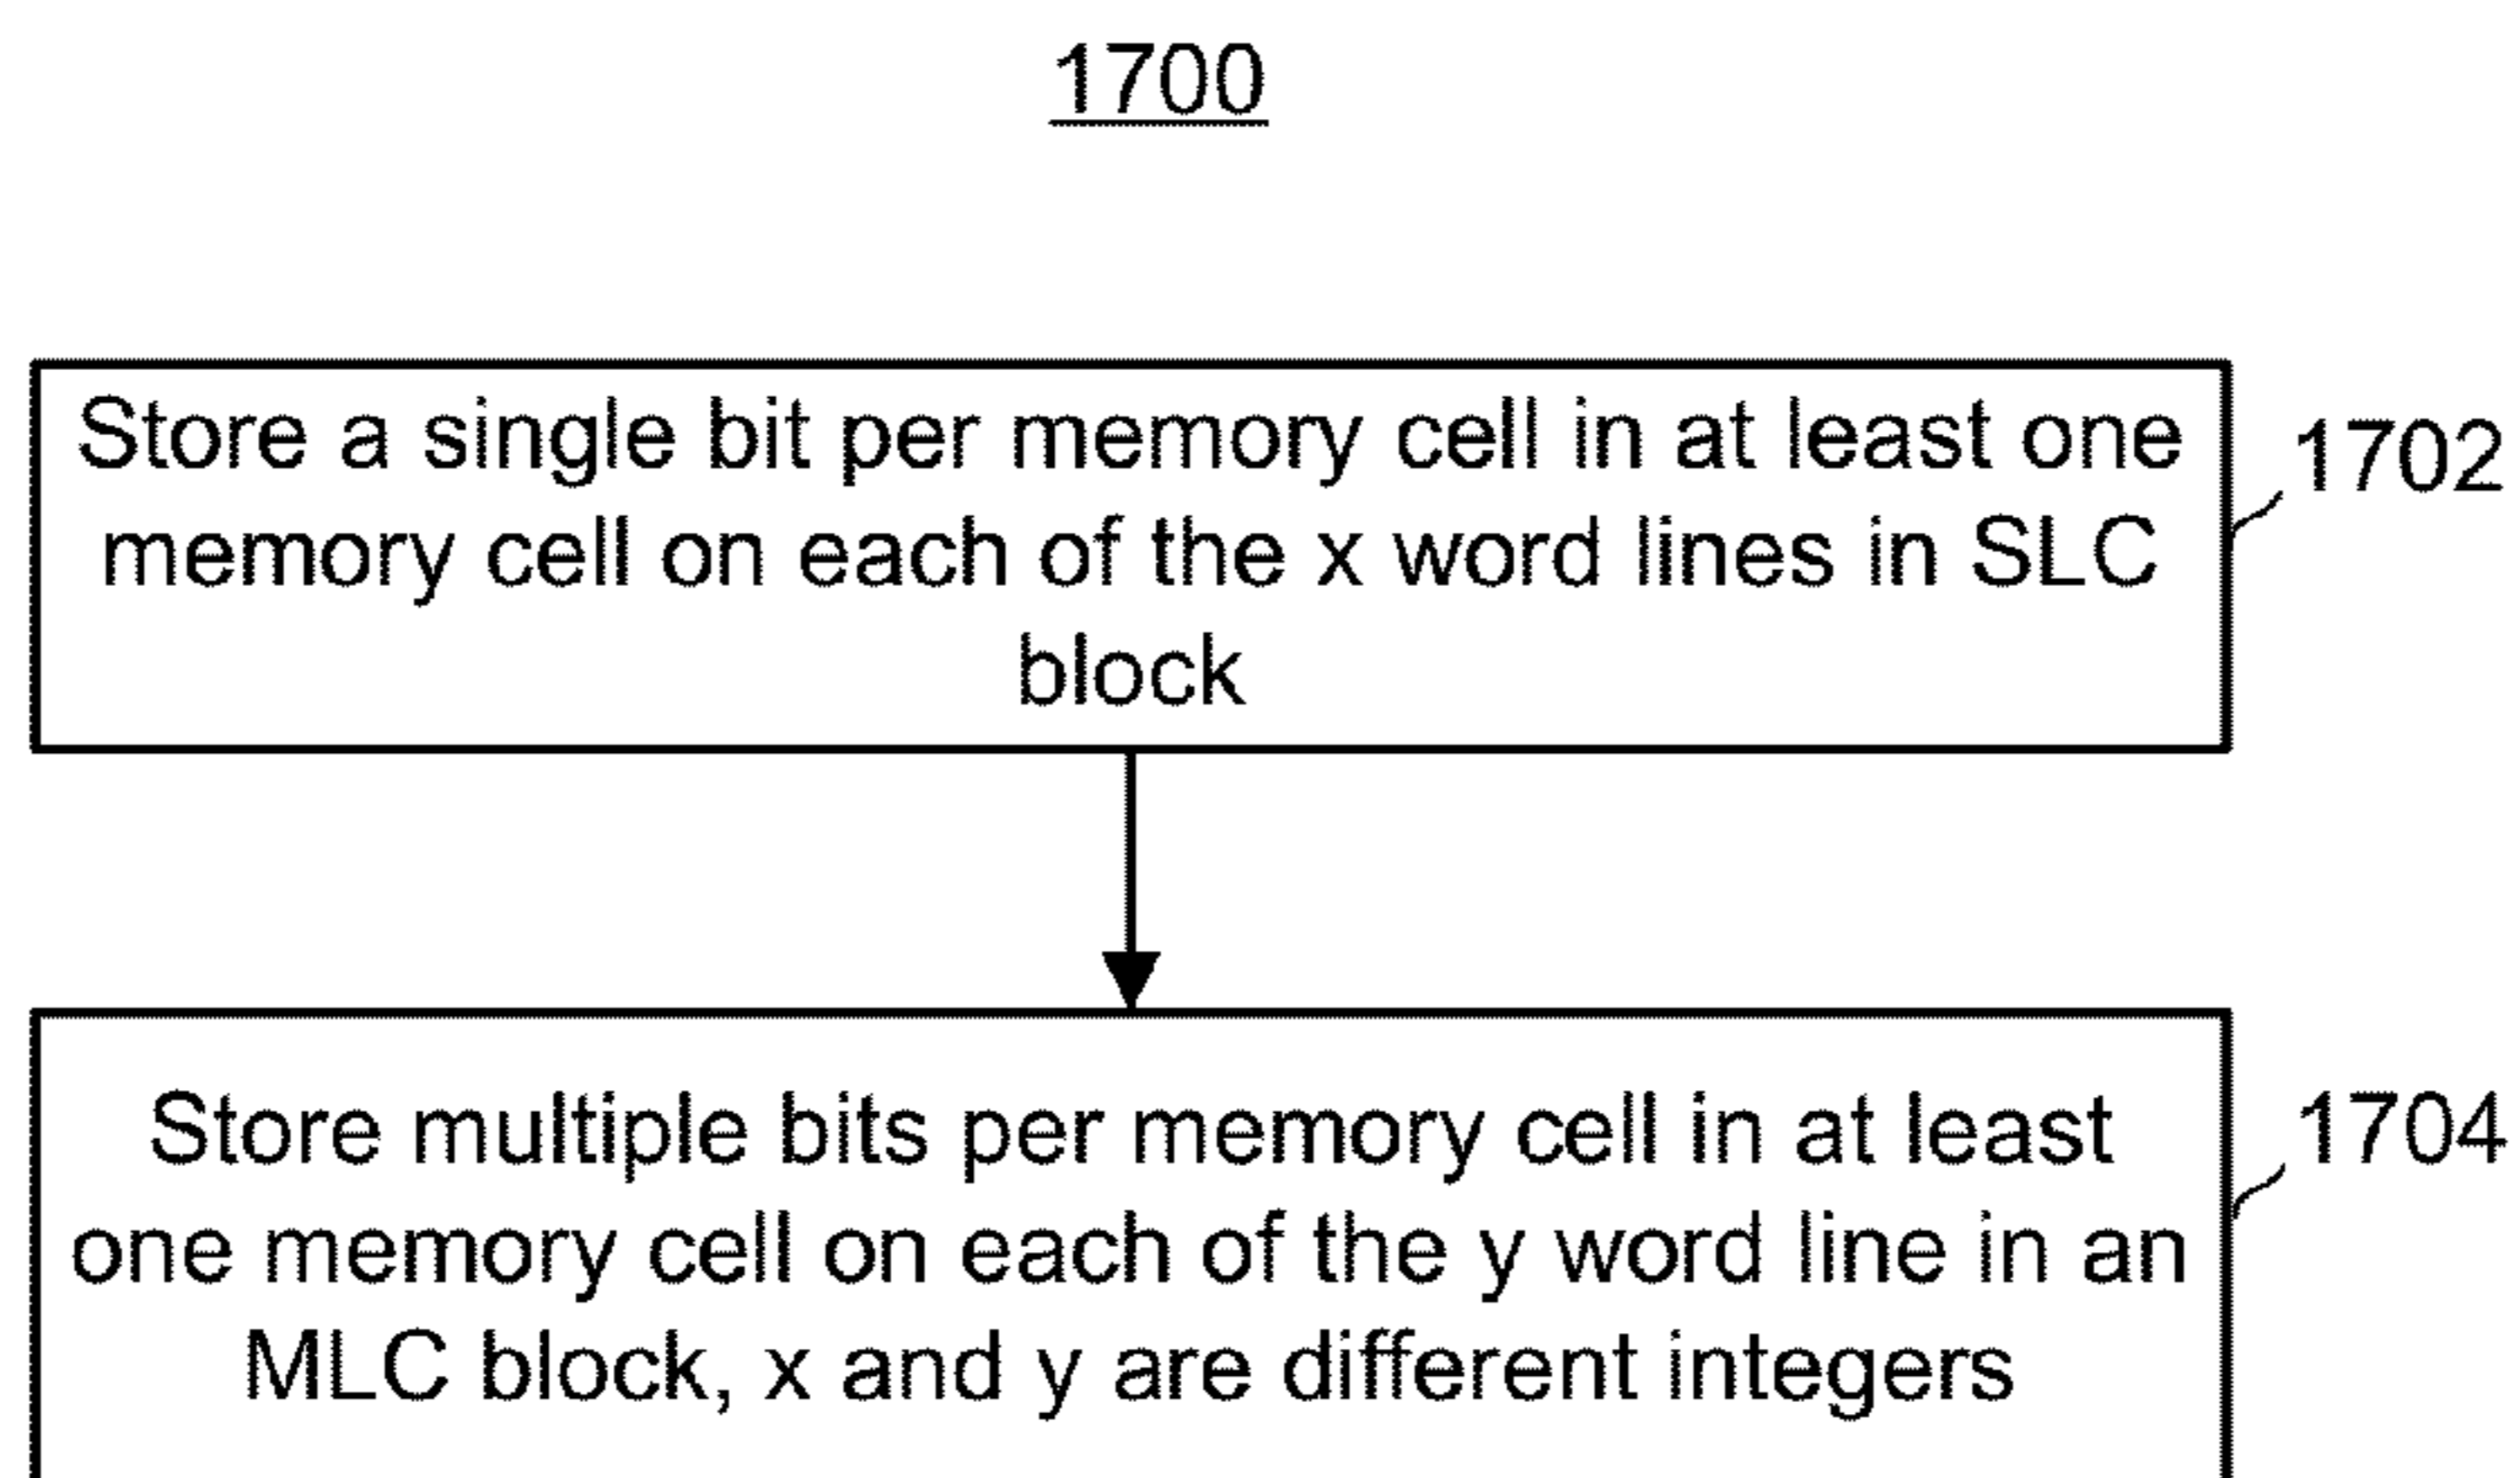 1700
Store a single bit per memory cell in at least one
memory cell on each of the x word lines in SLC
block
1702
Store multiple bits per memory cell in at least
one memory cell on each of the y word line in an
MLC block, x and y are different integers
1704